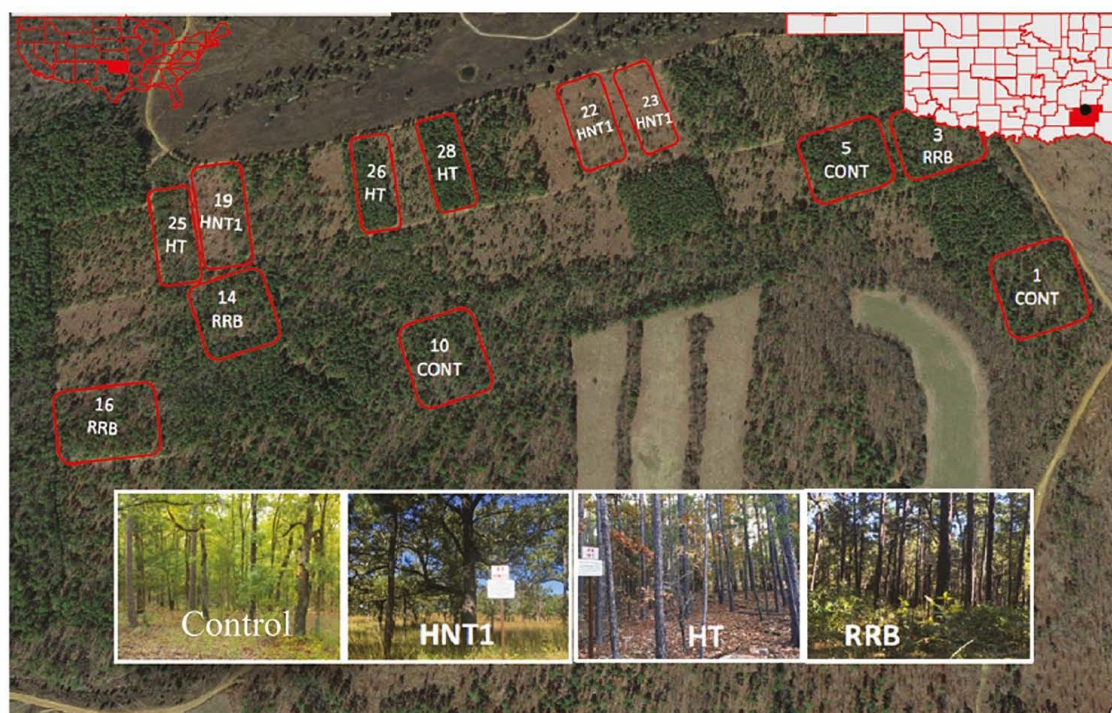 22
HNT1
23
HNT1
28
HT
26
HT
5
CONT
3
RRB
19
HNT1
25
HT
14
RRB
1
CONT
10
CONT
16
RRB
Control
HNT1
HT
RRB